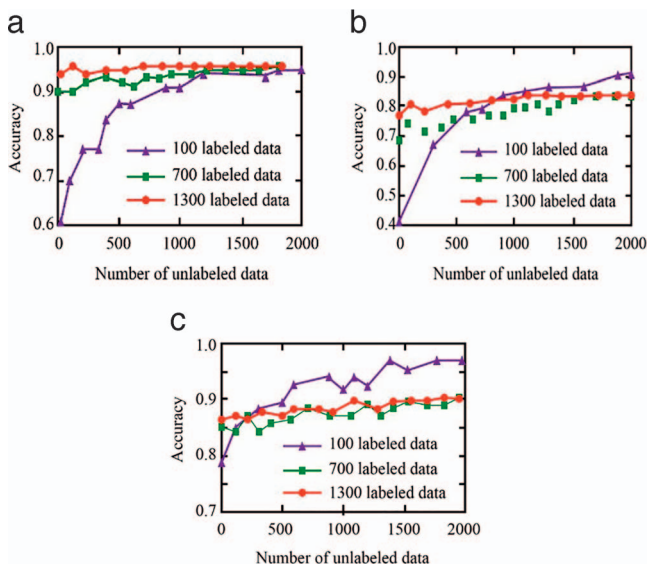 a
1.0
0.9
0.8
0.7
0.6
Accuracy
100 labeled data
700 labeled data
1300 labeled data
0 500 1000 1500 2000
Number of unlabeled data
b
1.0
0.9
0.8
0.7
0.6
0.5
0.4
Accuracy
100 labeled data
700 labeled data
1300 labeled data
0 500 1000 1500 2000
Number of unlabeled data
c
1.0
0.9
0.8
0.7
Accuracy
100 labeled data
700 labeled data
1300 labeled data
0 500 1000 1500 2000
Number of unlabeled data